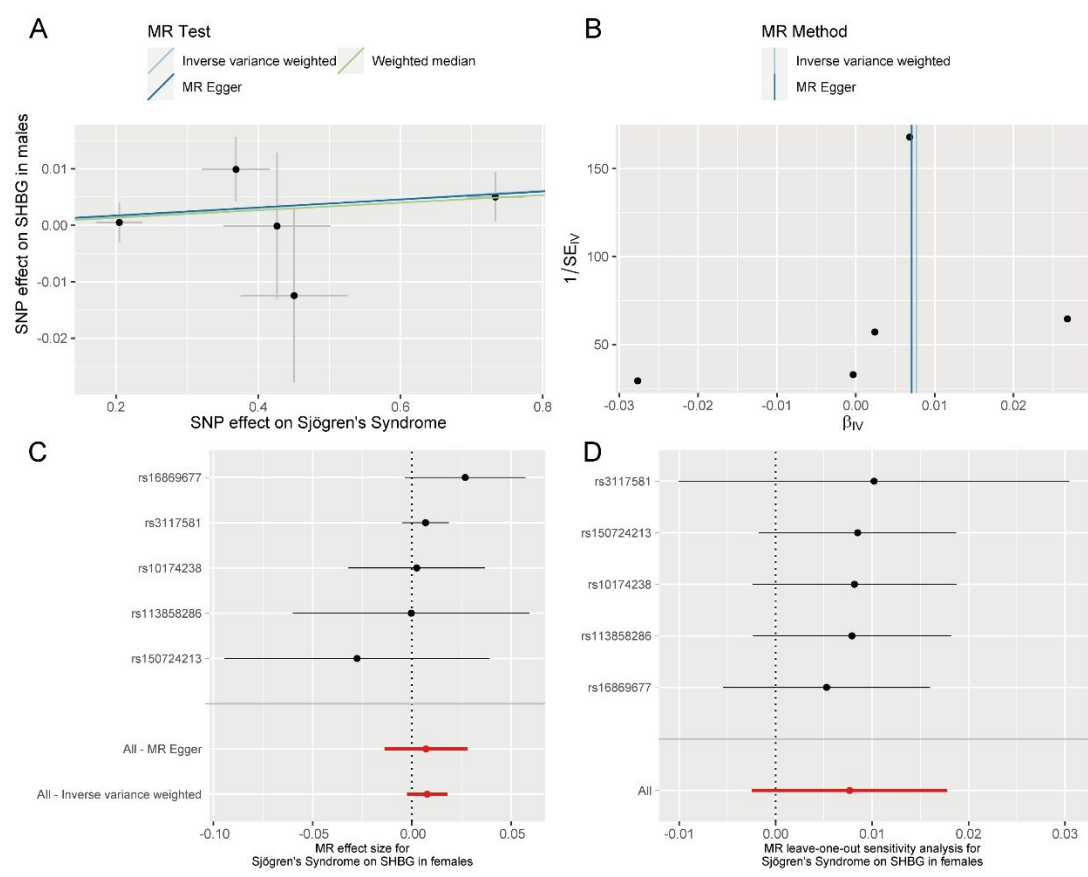 A
MR Test
Inverse variance weighted
Weighted median
MR Egger
SNP effect on SHBG in males
0.01
0.00
-0.01
-0.02
0.2
0.4
0.6
0.8
SNP effect on Sjögren's Syndrome
B
MR Method
Inverse variance weighted
MR Egger
1/SE_IV
150
100
50
-0.03
-0.02
-0.01
0.00
0.01
0.02
β_IV
C
rs16869677
rs3117581
rs10174238
rs113858286
rs150724213
All - MR Egger
All - Inverse variance weighted
-0.10
-0.05
0.00
0.05
MR effect size for
Sjögren's Syndrome on SHBG in females
D
rs3117581
rs150724213
rs10174238
rs113858286
rs16869677
All
-0.01
0.00
0.01
0.02
0.03
MR leave-one-out sensitivity analysis for
Sjögren's Syndrome on SHBG in females